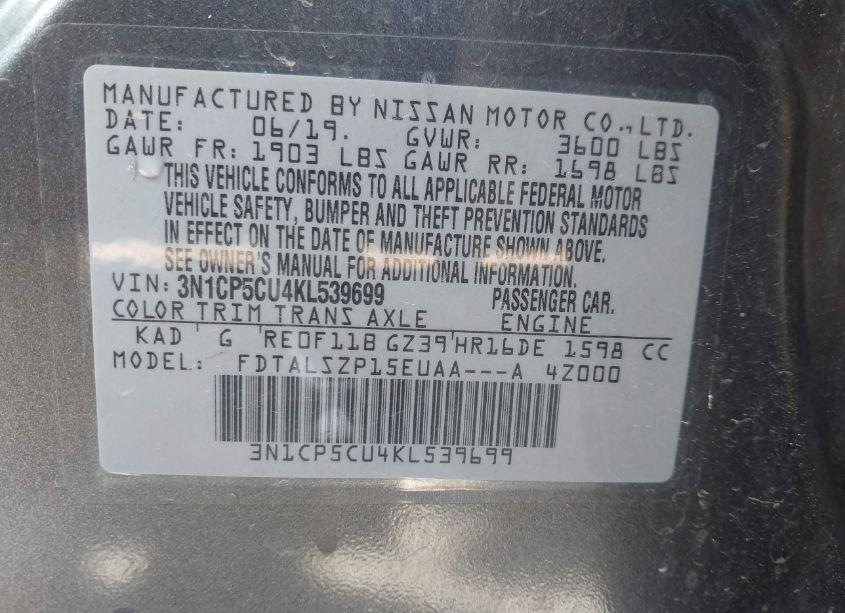 MANUFACTURED BY NISSAN MOTOR CO., LTD.
DATE: 06/19. GVWR: 3600 LBS
GAWR FR: 1903 LBS GAWR RR: 1698 LBS
THIS VEHICLE CONFORMS TO ALL APPLICABLE FEDERAL MOTOR
VEHICLE SAFETY, BUMPER AND THEFT PREVENTION STANDARDS
IN EFFECT ON THE DATE OF MANUFACTURE SHOWN ABOVE.
SEE OWNER'S MANUAL FOR ADDITIONAL INFORMATION.
VIN: 3N1CP5CU4KL539699 PASSENGER CAR.
COLOR TRIM TRANS AXLE ENGINE
KAD G RE0F11B GZ39 HR16DE 1598 CC
MODEL: FDTALSZP15EUAA---A 4Z000
3N1CP5CU4KL539699